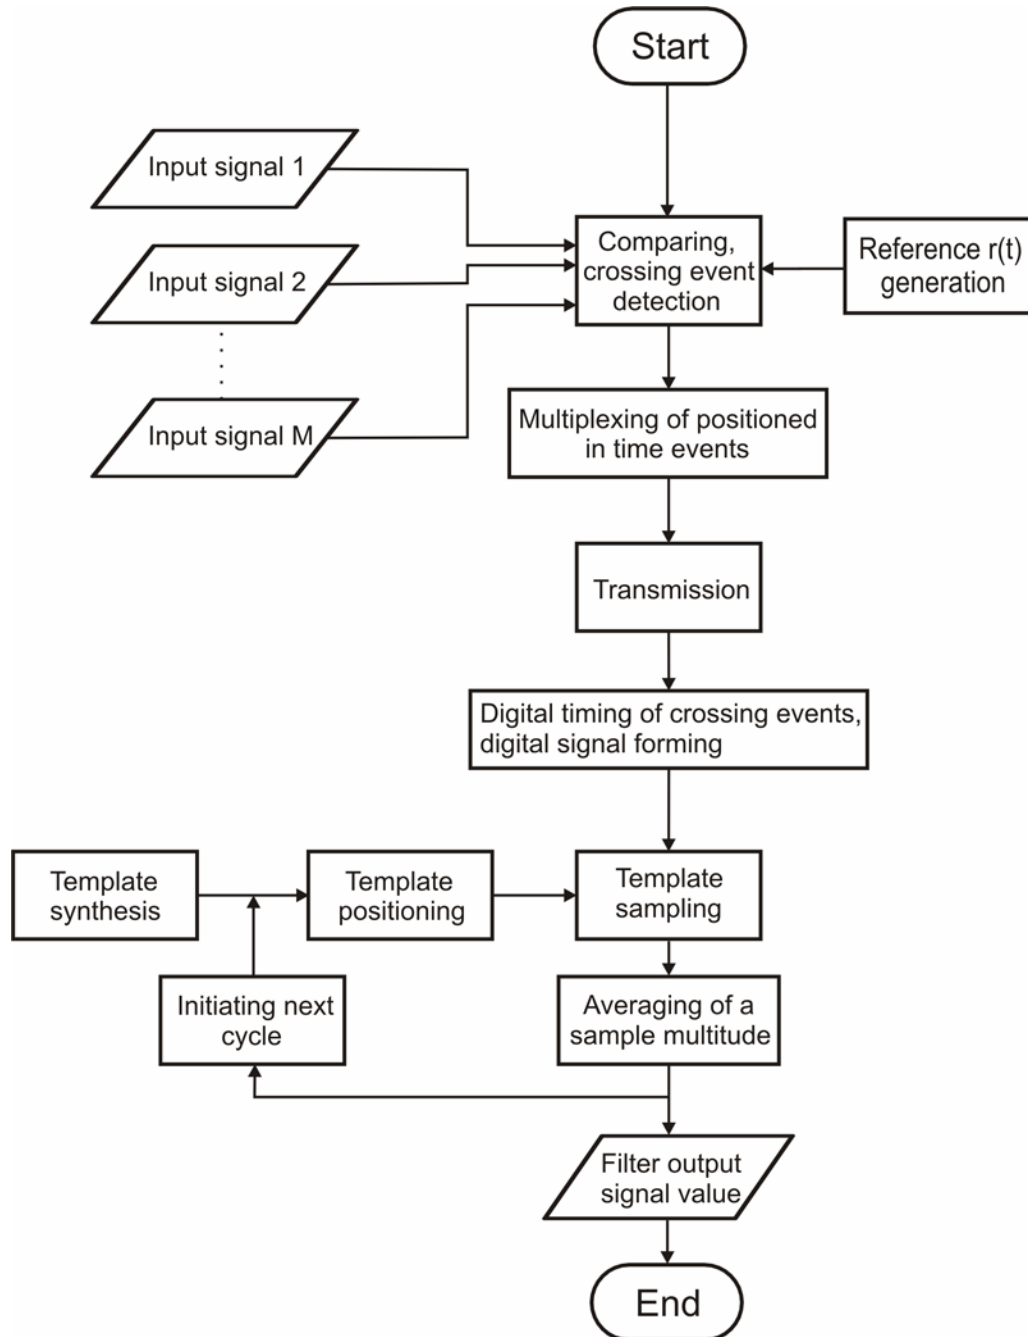 Start
Input signal 1
Input signal 2
Input signal M
Comparing,
crossing event
detection
Reference r(t)
generation
Multiplexing of positioned
in time events
Transmission
Digital timing of crossing events,
digital signal forming
Template
synthesis
Template
positioning
Template
sampling
Initiating next
cycle
Averaging of a
sample multitude
Filter output
signal value
End